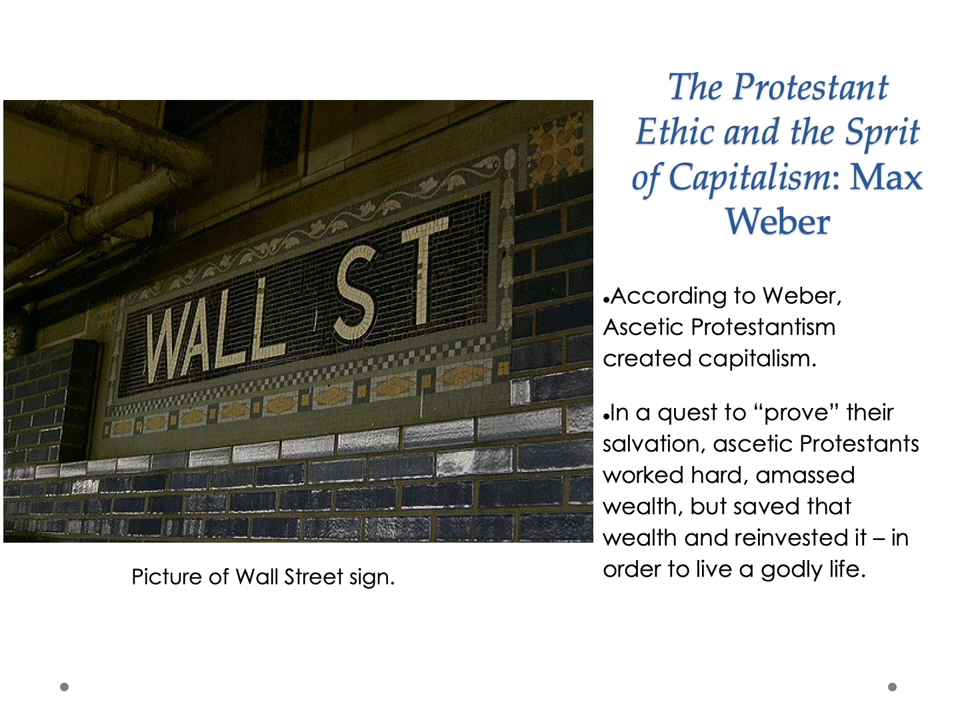 The Protestant
Ethic and the Sprit
of Capitalism: Max
Weber
WALL ST
•According to Weber,
Ascetic Protestantism
created capitalism.
•In a quest to “prove” their
salvation, ascetic Protestants
worked hard, amassed
wealth, but saved that
wealth and reinvested it – in
order to live a godly life.
Picture of Wall Street sign.